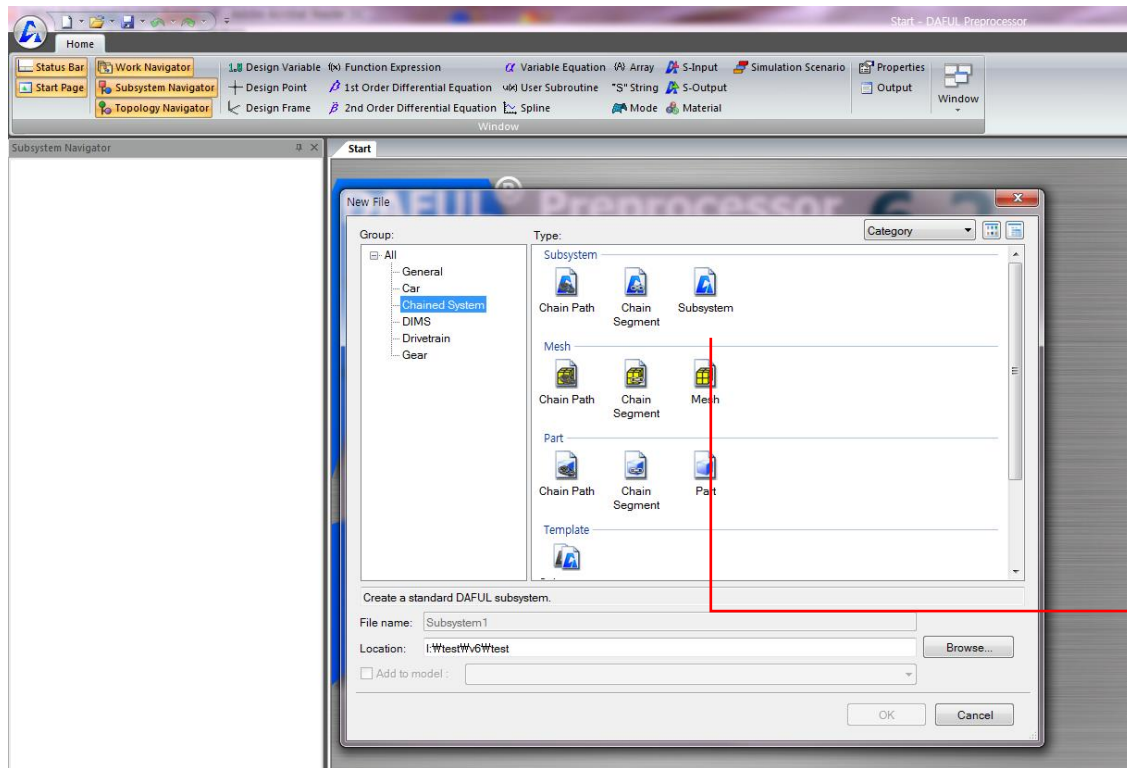 Start - DAFUL Preprocessor
Home
Status Bar Work Navigator 1.8 Design Variable f(x) Function Expression α Variable Equation (A) Array S-Input Simulation Scenario Properties
Start Page Subsystem Navigator Design Point β̇ 1st Order Differential Equation u(x) User Subroutine "S" String S-Output Output Window
Topology Navigator Design Frame β̈ 2nd Order Differential Equation Spline Mode Material
Window
Subsystem Navigator Start
DAFUL® Preprocessor
New File
Group: Type: Category
All
General
Car
Chained System
DIMS
Drivetrain
Gear
Subsystem
Chain Path Chain Segment Subsystem
Mesh
Chain Path Chain Segment Mesh
Part
Chain Path Chain Segment Part
Template
Create a standard DAFUL subsystem.
File name: Subsystem1
Location: I:₩test₩v6₩test Browse...
Add to model :
OK Cancel